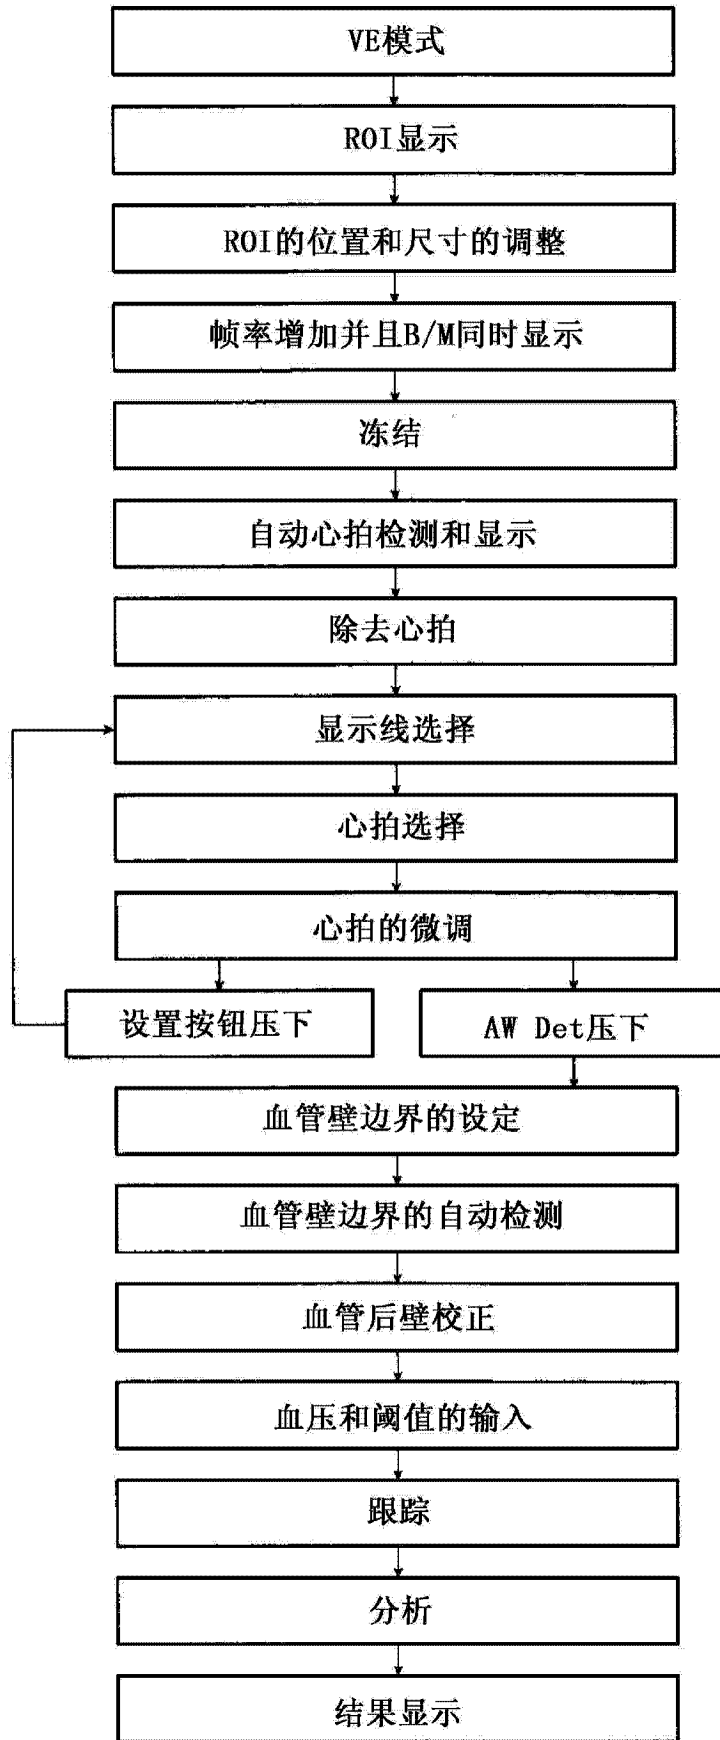 VE模式
ROI显示
ROI的位置和尺寸的调整
帧率增加并且B/M同时显示
冻结
自动心拍检测和显示
除去心拍
显示线选择
心拍选择
心拍的微调
设置按钮压下
AW Det压下
血管壁边界的设定
血管壁边界的自动检测
血管后壁校正
血压和阈值的输入
跟踪
分析
结果显示